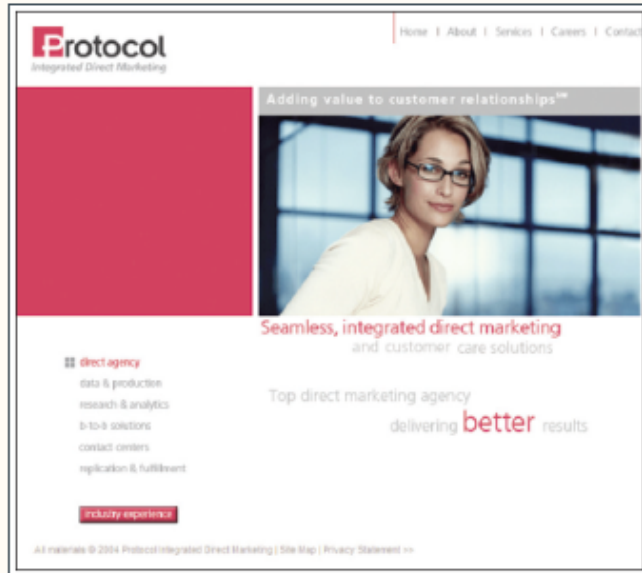 Protocol
Integrated Direct Marketing
Home | About | Services | Careers | Contact
Adding value to customer relationships℠
Seamless, integrated direct marketing
and customer care solutions
direct agency
data & production
research & analytics
b-to-b solutions
contact centers
replication & fulfillment
Top direct marketing agency
delivering better results
industry experience
All materials © 2004 Protocol Integrated Direct Marketing | Site Map | Privacy Statement >>